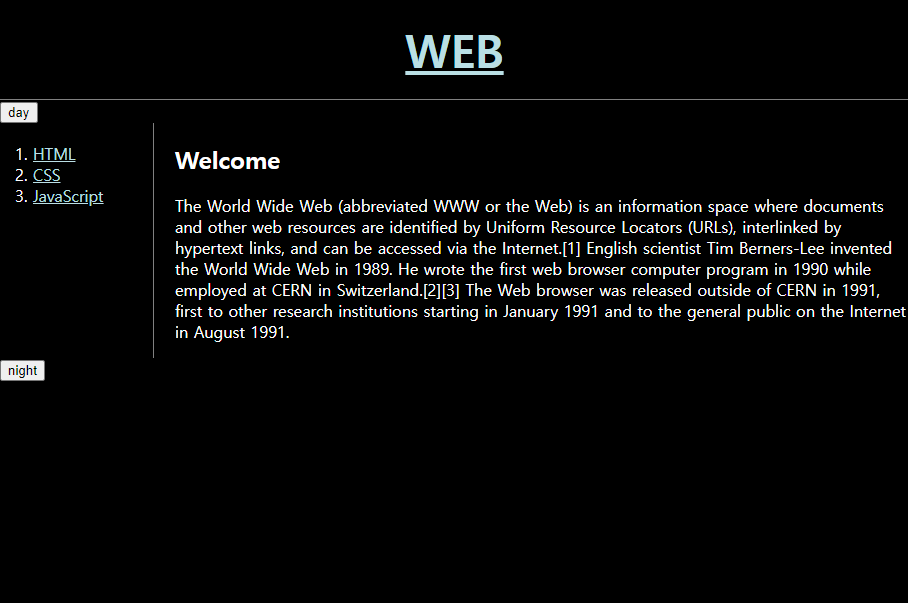 WEB
day
1. HTML
2. CSS
3. JavaScript
Welcome
The World Wide Web (abbreviated WWW or the Web) is an information space where documents
and other web resources are identified by Uniform Resource Locators (URLs), interlinked by
hypertext links, and can be accessed via the Internet.[1] English scientist Tim Berners-Lee invented
the World Wide Web in 1989. He wrote the first web browser computer program in 1990 while
employed at CERN in Switzerland.[2][3] The Web browser was released outside of CERN in 1991,
first to other research institutions starting in January 1991 and to the general public on the Internet
in August 1991.
night